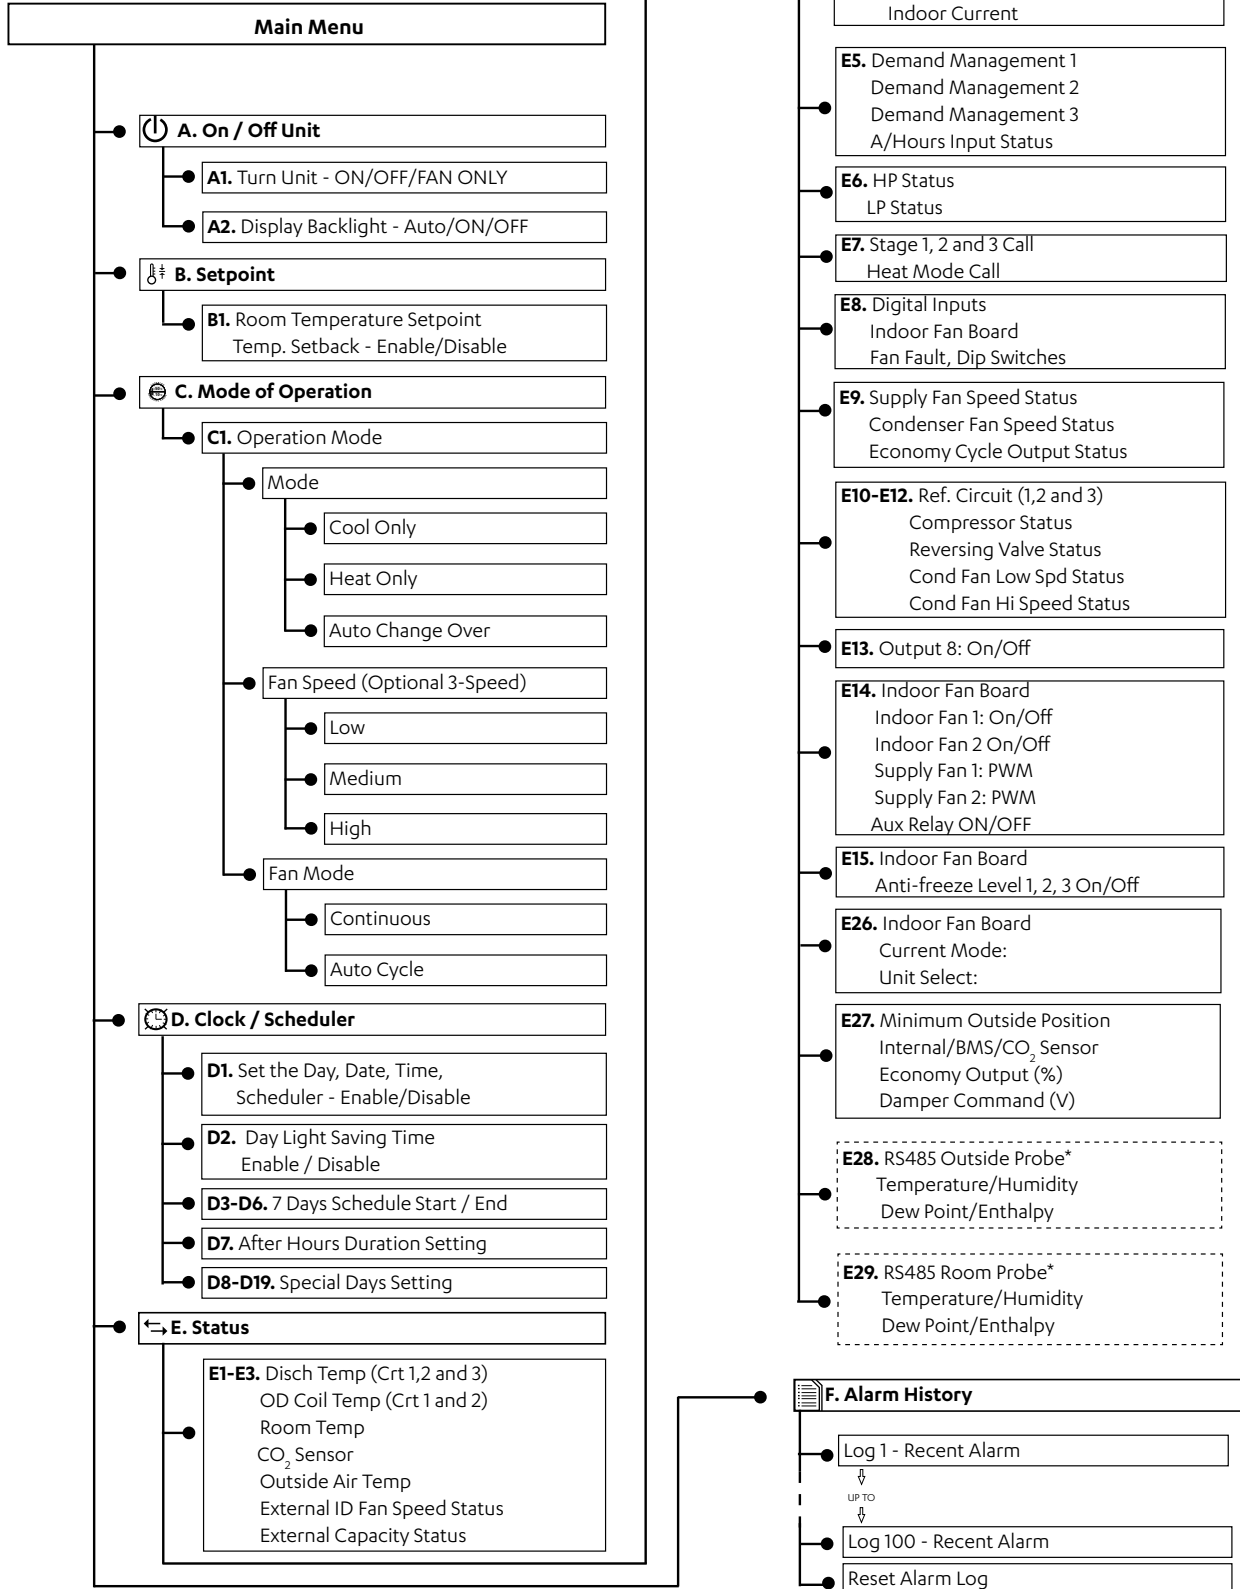 Main Menu
A. On / Off Unit
A1. Turn Unit - ON/OFF/FAN ONLY
A2. Display Backlight - Auto/ON/OFF
B. Setpoint
B1. Room Temperature Setpoint
Temp. Setback - Enable/Disable
C. Mode of Operation
C1. Operation Mode
Mode
Cool Only
Heat Only
Auto Change Over
Fan Speed (Optional 3-Speed)
Low
Medium
High
Fan Mode
Continuous
Auto Cycle
D. Clock / Scheduler
D1. Set the Day, Date, Time,
Scheduler - Enable/Disable
D2. Day Light Saving Time
Enable / Disable
D3-D6. 7 Days Schedule Start / End
D7. After Hours Duration Setting
D8-D19. Special Days Setting
E. Status
E1-E3. Disch Temp (Crt 1,2 and 3)
OD Coil Temp (Crt 1 and 2)
Room Temp
CO2 Sensor
Outside Air Temp
External ID Fan Speed Status
External Capacity Status
Indoor Current
E5. Demand Management 1
Demand Management 2
Demand Management 3
A/Hours Input Status
E6. HP Status
LP Status
E7. Stage 1, 2 and 3 Call
Heat Mode Call
E8. Digital Inputs
Indoor Fan Board
Fan Fault, Dip Switches
E9. Supply Fan Speed Status
Condenser Fan Speed Status
Economy Cycle Output Status
E10-E12. Ref. Circuit (1,2 and 3)
Compressor Status
Reversing Valve Status
Cond Fan Low Spd Status
Cond Fan Hi Speed Status
E13. Output 8: On/Off
E14. Indoor Fan Board
Indoor Fan 1: On/Off
Indoor Fan 2 On/Off
Supply Fan 1: PWM
Supply Fan 2: PWM
Aux Relay ON/OFF
E15. Indoor Fan Board
Anti-freeze Level 1, 2, 3 On/Off
E26. Indoor Fan Board
Current Mode:
Unit Select:
E27. Minimum Outside Position
Internal/BMS/CO2 Sensor
Economy Output (%)
Damper Command (V)
E28. RS485 Outside Probe*
Temperature/Humidity
Dew Point/Enthalpy
E29. RS485 Room Probe*
Temperature/Humidity
Dew Point/Enthalpy
F. Alarm History
Log 1 - Recent Alarm
UP TO
Log 100 - Recent Alarm
Reset Alarm Log